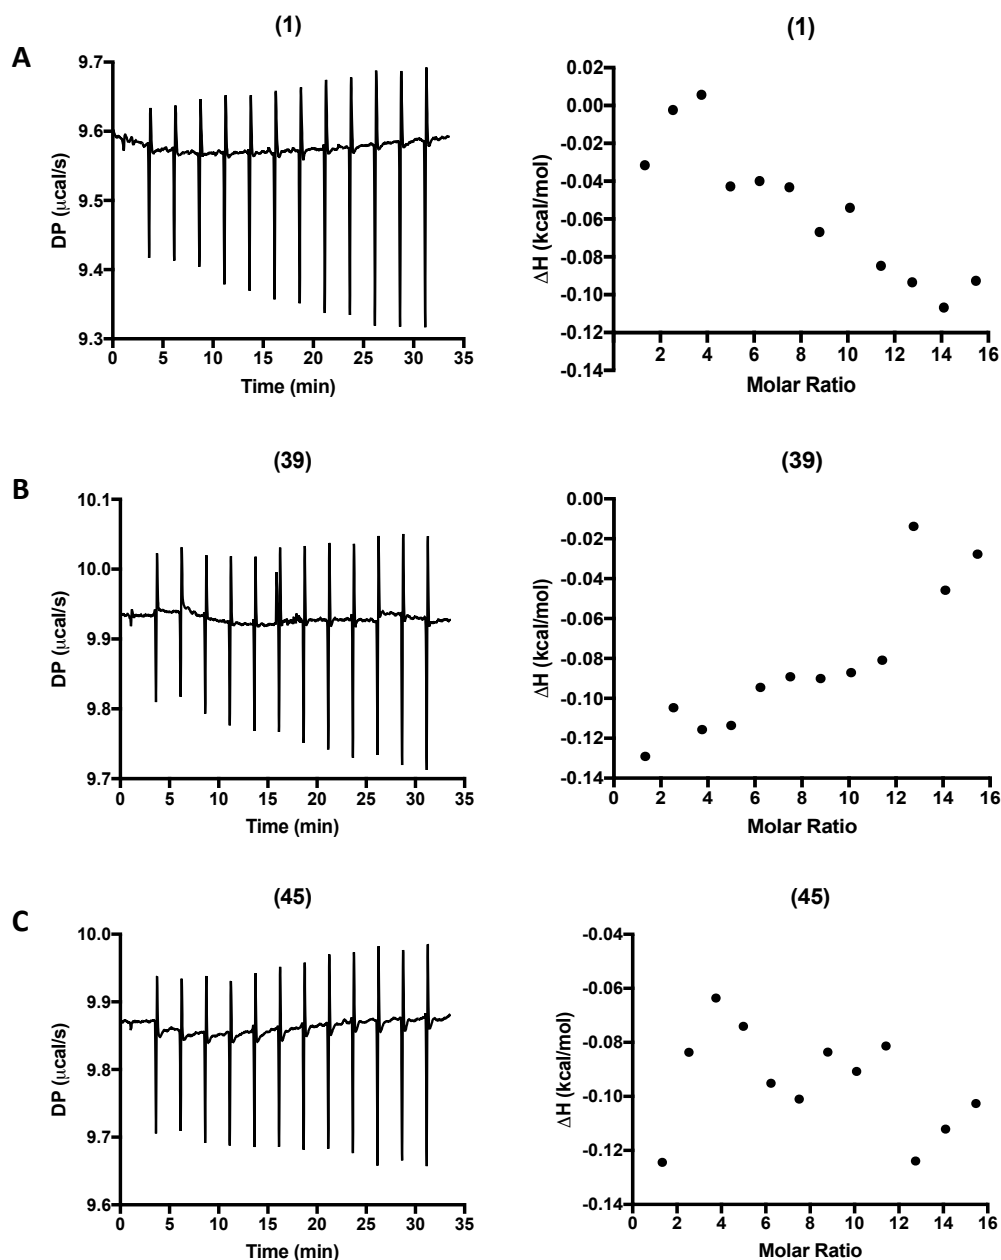 A
(1)
9.7
9.6
9.5
9.4
9.3
DP (μcal/s)
0 5 10 15 20 25 30 35
Time (min)
(1)
0.02
0.00
-0.02
-0.04
-0.06
-0.08
-0.10
-0.12
-0.14
ΔH (kcal/mol)
2 4 6 8 10 12 14 16
Molar Ratio
B
(39)
10.1
10.0
9.9
9.8
9.7
DP (μcal/s)
0 5 10 15 20 25 30 35
Time (min)
(39)
0.00
-0.02
-0.04
-0.06
-0.08
-0.10
-0.12
-0.14
ΔH (kcal/mol)
0 2 4 6 8 10 12 14 16
Molar Ratio
C
(45)
10.0
9.9
9.8
9.7
9.6
DP (μcal/s)
0 5 10 15 20 25 30 35
Time (min)
(45)
-0.04
-0.06
-0.08
-0.10
-0.12
-0.14
ΔH (kcal/mol)
0 2 4 6 8 10 12 14 16
Molar Ratio